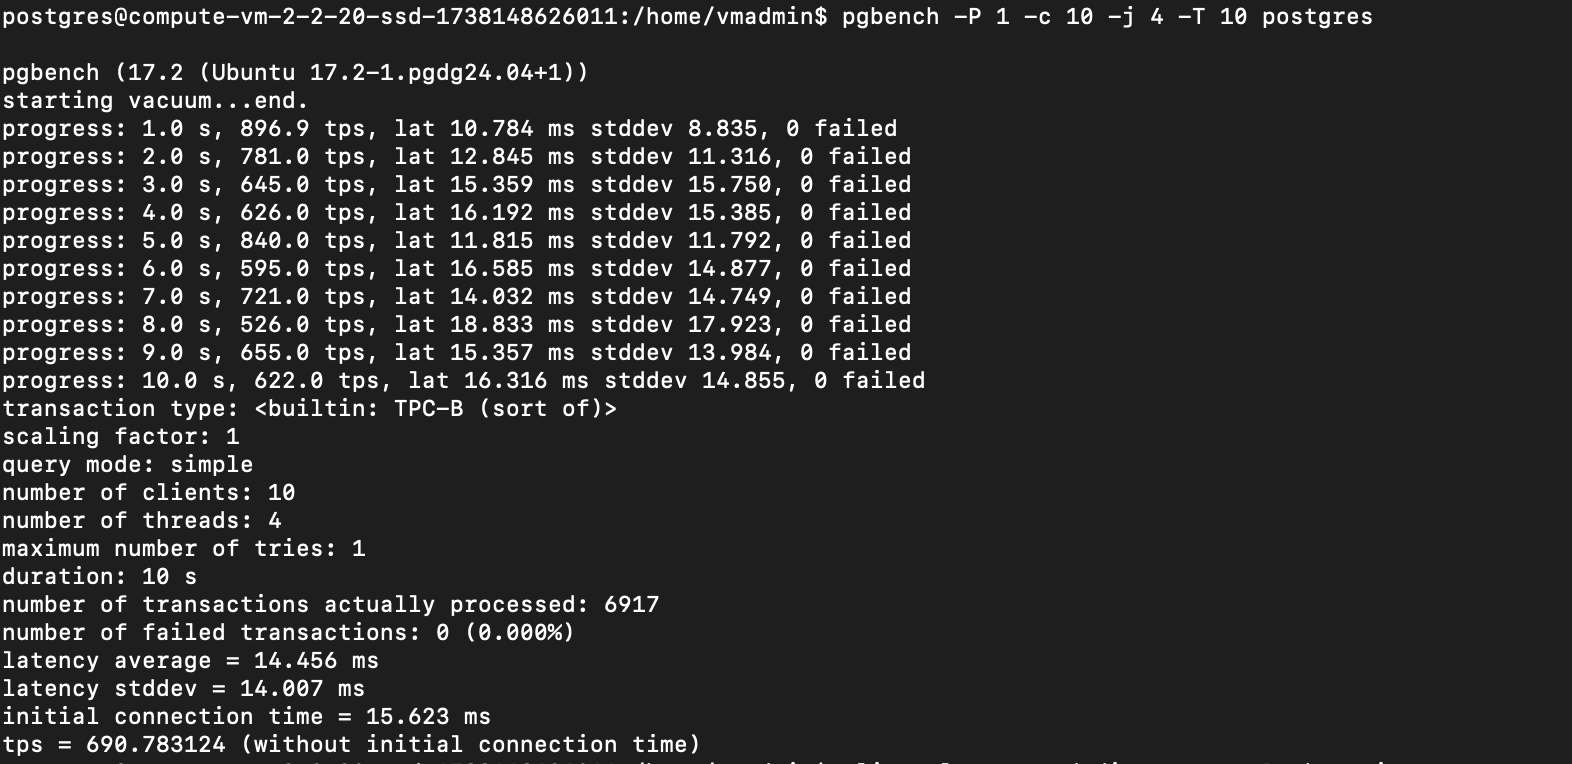 postgres@compute-vm-2-2-20-ssd-1738148626011:/home/vmadmin$ pgbench -P 1 -c 10 -j 4 -T 10 postgres
pgbench (17.2 (Ubuntu 17.2-1.pgdg24.04+1))
starting vacuum...end.
progress: 1.0 s, 896.9 tps, lat 10.784 ms stddev 8.835, 0 failed
progress: 2.0 s, 781.0 tps, lat 12.845 ms stddev 11.316, 0 failed
progress: 3.0 s, 645.0 tps, lat 15.359 ms stddev 15.750, 0 failed
progress: 4.0 s, 626.0 tps, lat 16.192 ms stddev 15.385, 0 failed
progress: 5.0 s, 840.0 tps, lat 11.815 ms stddev 11.792, 0 failed
progress: 6.0 s, 595.0 tps, lat 16.585 ms stddev 14.877, 0 failed
progress: 7.0 s, 721.0 tps, lat 14.032 ms stddev 14.749, 0 failed
progress: 8.0 s, 526.0 tps, lat 18.833 ms stddev 17.923, 0 failed
progress: 9.0 s, 655.0 tps, lat 15.357 ms stddev 13.984, 0 failed
progress: 10.0 s, 622.0 tps, lat 16.316 ms stddev 14.855, 0 failed
transaction type: <builtin: TPC-B (sort of)>
scaling factor: 1
query mode: simple
number of clients: 10
number of threads: 4
maximum number of tries: 1
duration: 10 s
number of transactions actually processed: 6917
number of failed transactions: 0 (0.000%)
latency average = 14.456 ms
latency stddev = 14.007 ms
initial connection time = 15.623 ms
tps = 690.783124 (without initial connection time)